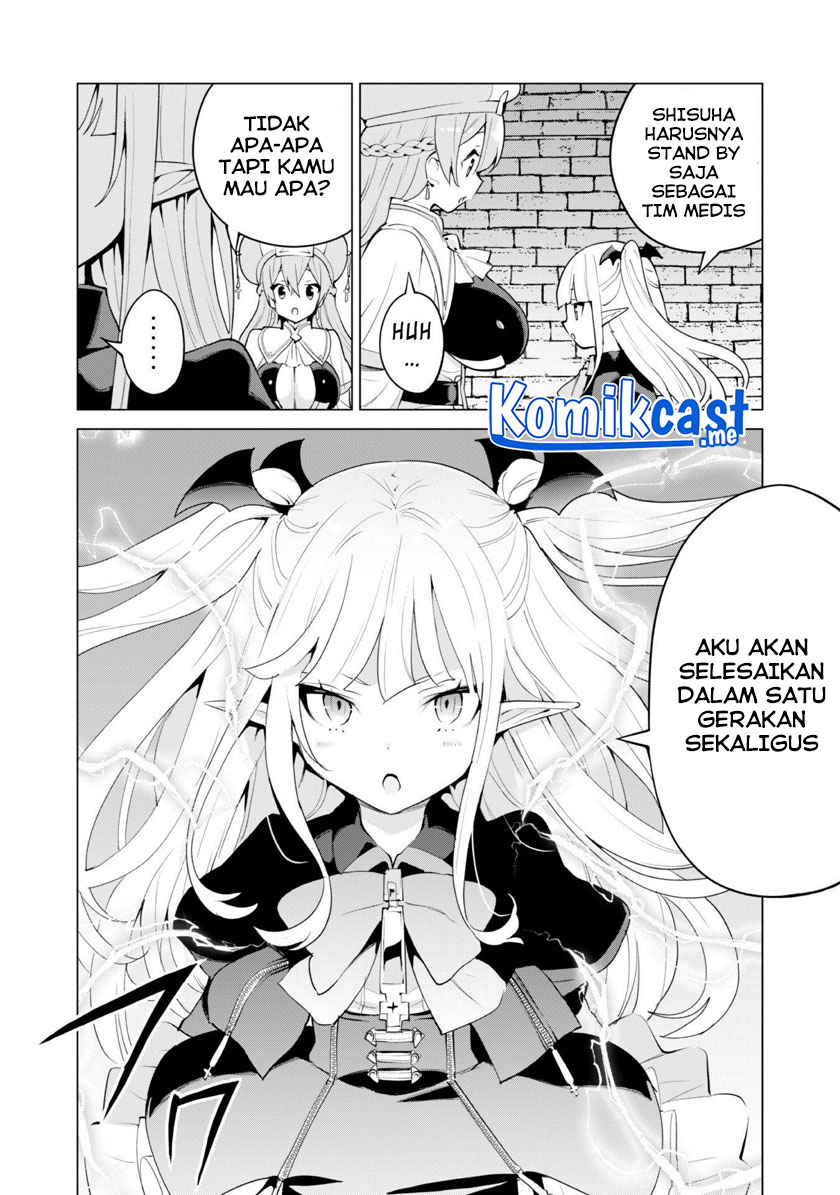 SHISUHA
HARUSNYA
STAND BY
SAJA
SEBAGAI
TIM MEDIS
HUH
...
TIDAK
APA-APA
TAPI KAMU
MAU APA?
......
Komikcast
.me
AKU AKAN
SELESAIKAN
DALAM SATU
GERAKAN
SEKALIGUS